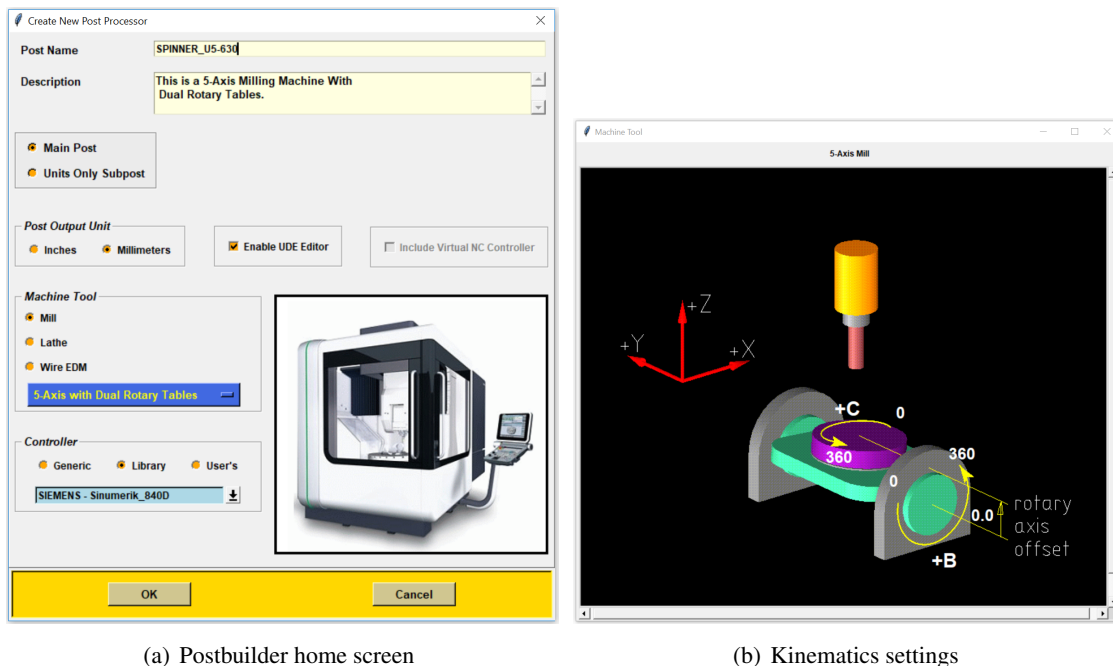 Create New Post Processor
Post Name
SPINNER_U5-630
Description
This is a 5-Axis Milling Machine With
Dual Rotary Tables.
Main Post
Units Only Subpost
Post Output Unit
Inches
Millimeters
Enable UDE Editor
Include Virtual NC Controller
Machine Tool
Mill
Lathe
Wire EDM
5-Axis with Dual Rotary Tables
Controller
Generic
Library
User's
SIEMENS - Sinumerik_840D
OK
Cancel
(a) Postbuilder home screen
Machine Tool
5-Axis Mill
+Z
+Y
+X
+C
0
360
360
0
0.0
rotary
axis
offset
+B
(b) Kinematics settings